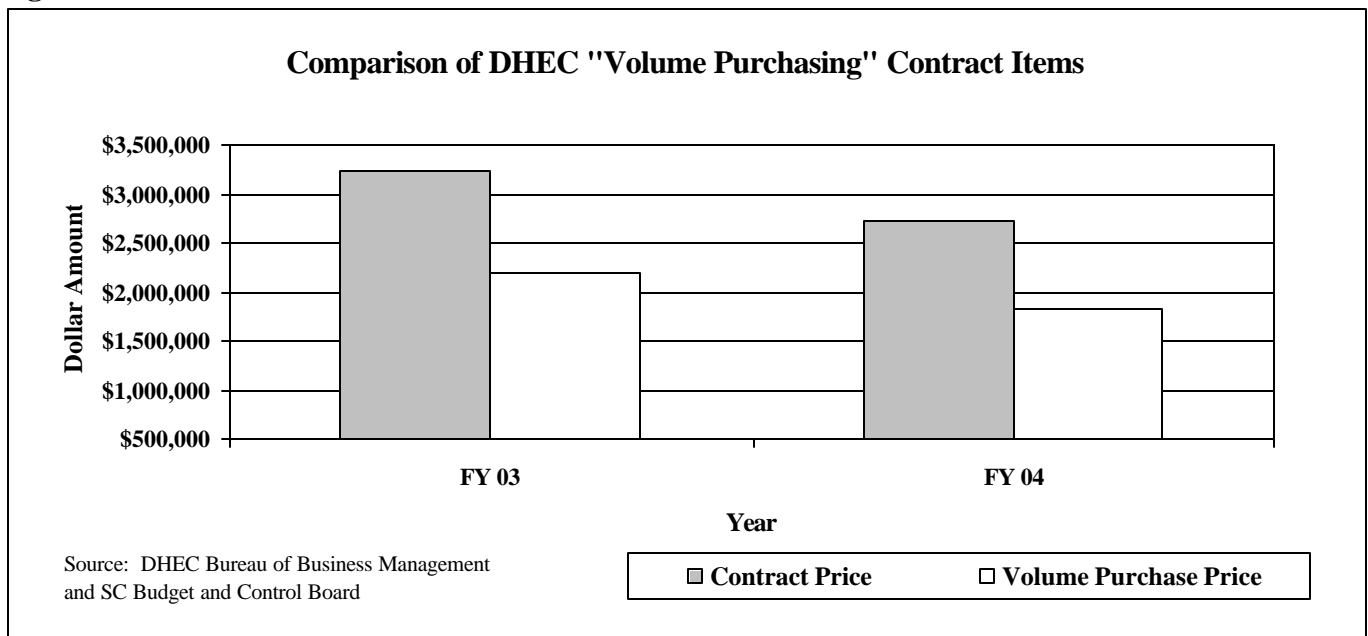 Comparison of DHEC "Volume Purchasing" Contract Items
$3,500,000
$3,000,000
$2,500,000
$2,000,000
$1,500,000
$1,000,000
$500,000
Dollar Amount
FY 03
FY 04
Year
Source: DHEC Bureau of Business Management
and SC Budget and Control Board
Contract Price
Volume Purchase Price